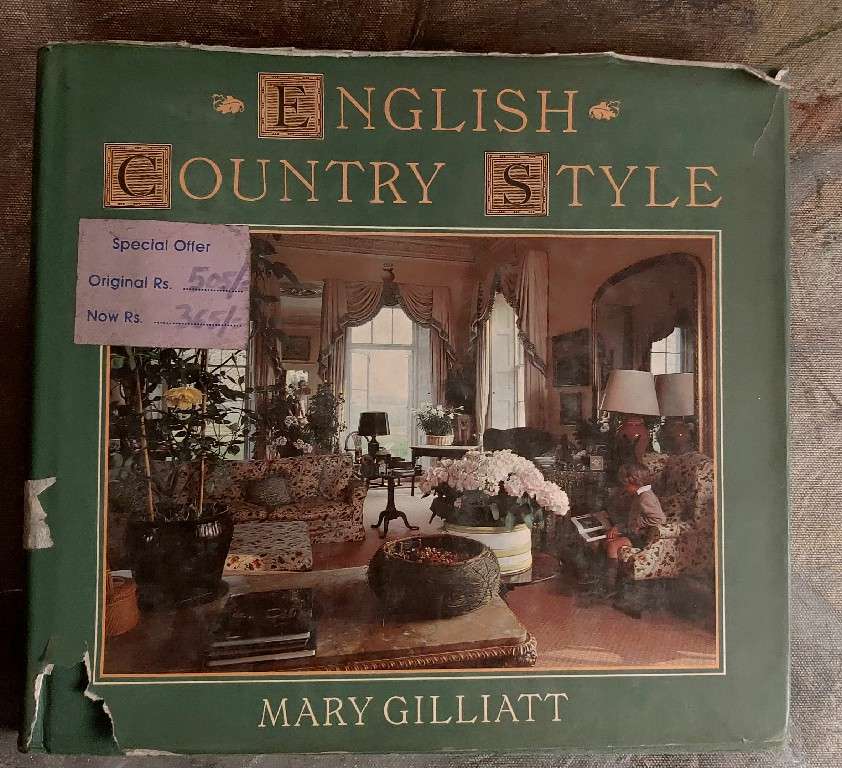 ENGLISH
COUNTRY STYLE
Special Offer
Original Rs. 505/-
Now Rs. 365/-
MARY GILLIATT